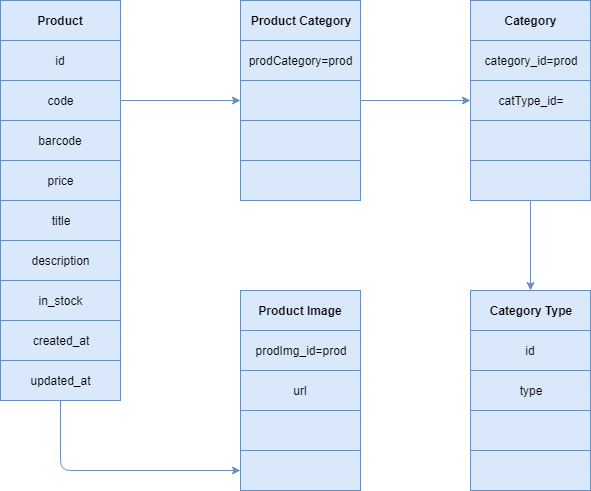 Product
id
code
barcode
price
title
description
in_stock
created_at
updated_at
Product Category
prodCategory=prod
Category
category_id=prod
catType_id=
Product Image
prodImg_id=prod
url
Category Type
id
type